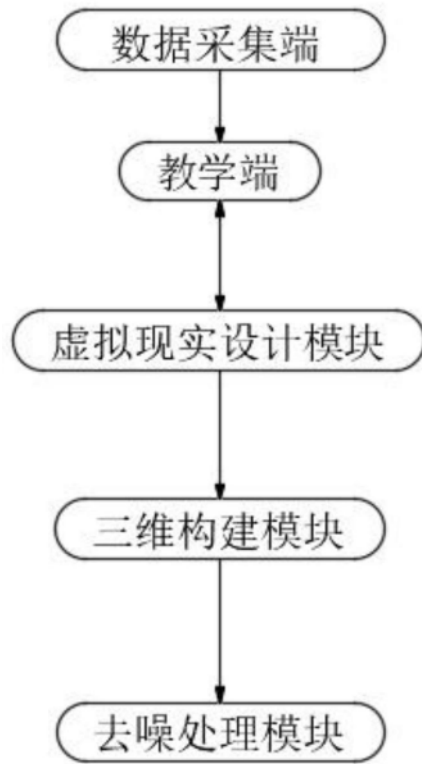 数据采集端
教学端
虚拟现实设计模块
三维构建模块
去噪处理模块